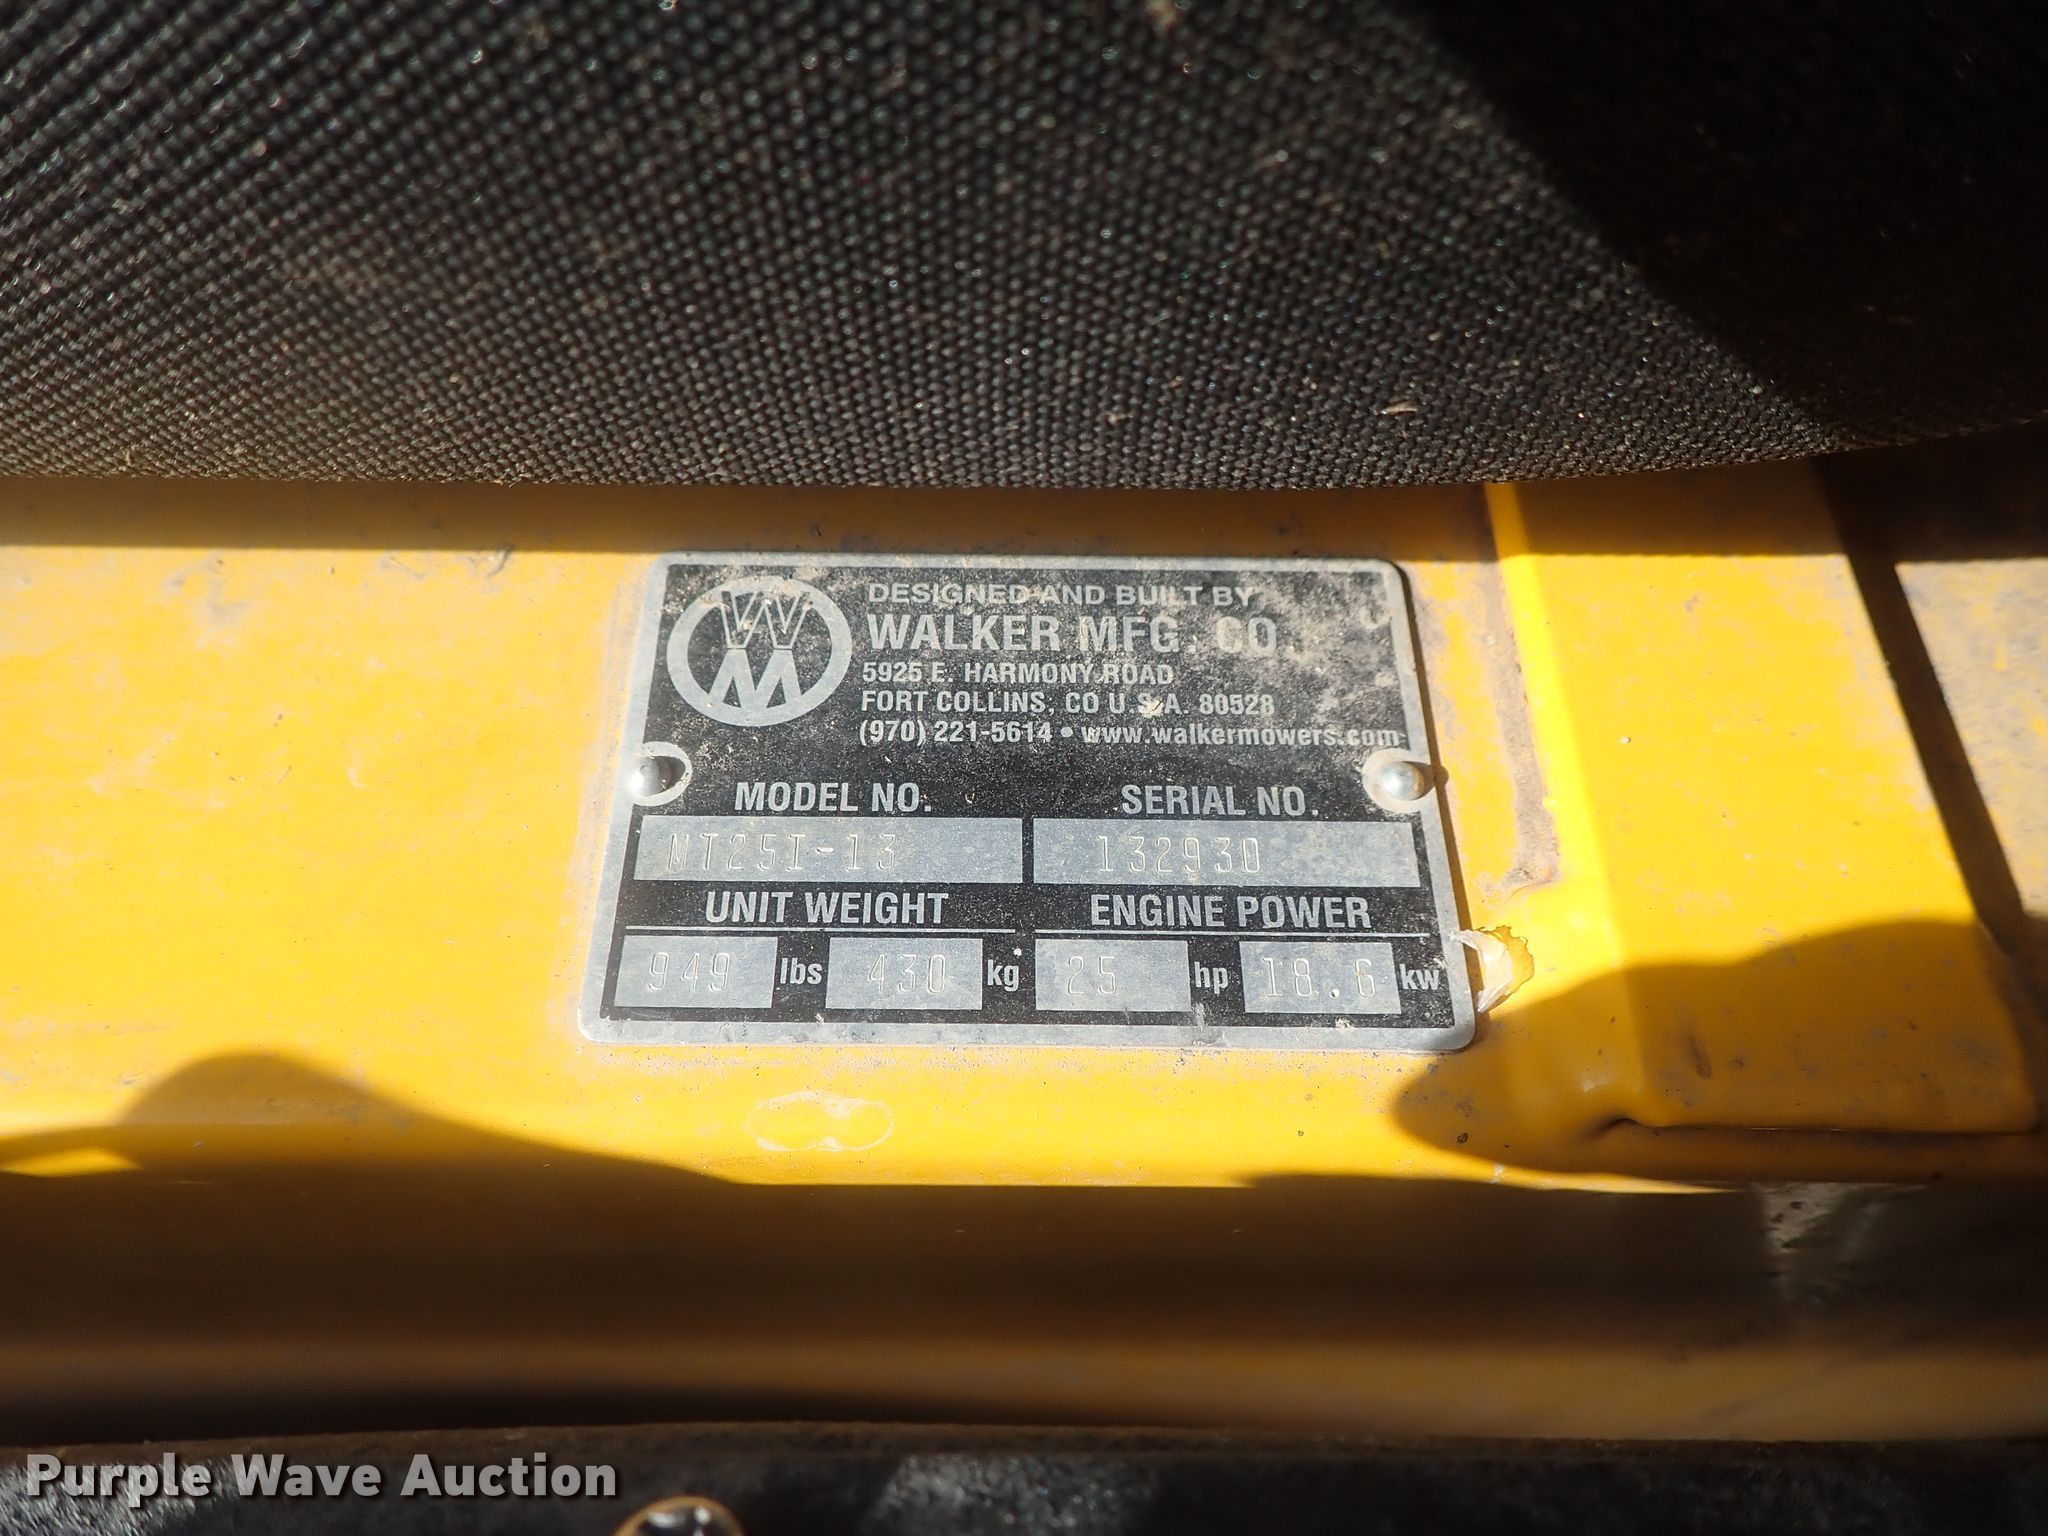 WM
DESIGNED AND BUILT BY
WALKER MFG. CO.
5925 E. HARMONY ROAD
FORT COLLINS, CO U.S.A. 80528
(970) 221-5614 • www.walkermowers.com
MODEL NO. SERIAL NO.
MT25I-13 132930
UNIT WEIGHT ENGINE POWER
949 lbs 430 kg 25 hp 18.6 kw
Purple Wave Auction